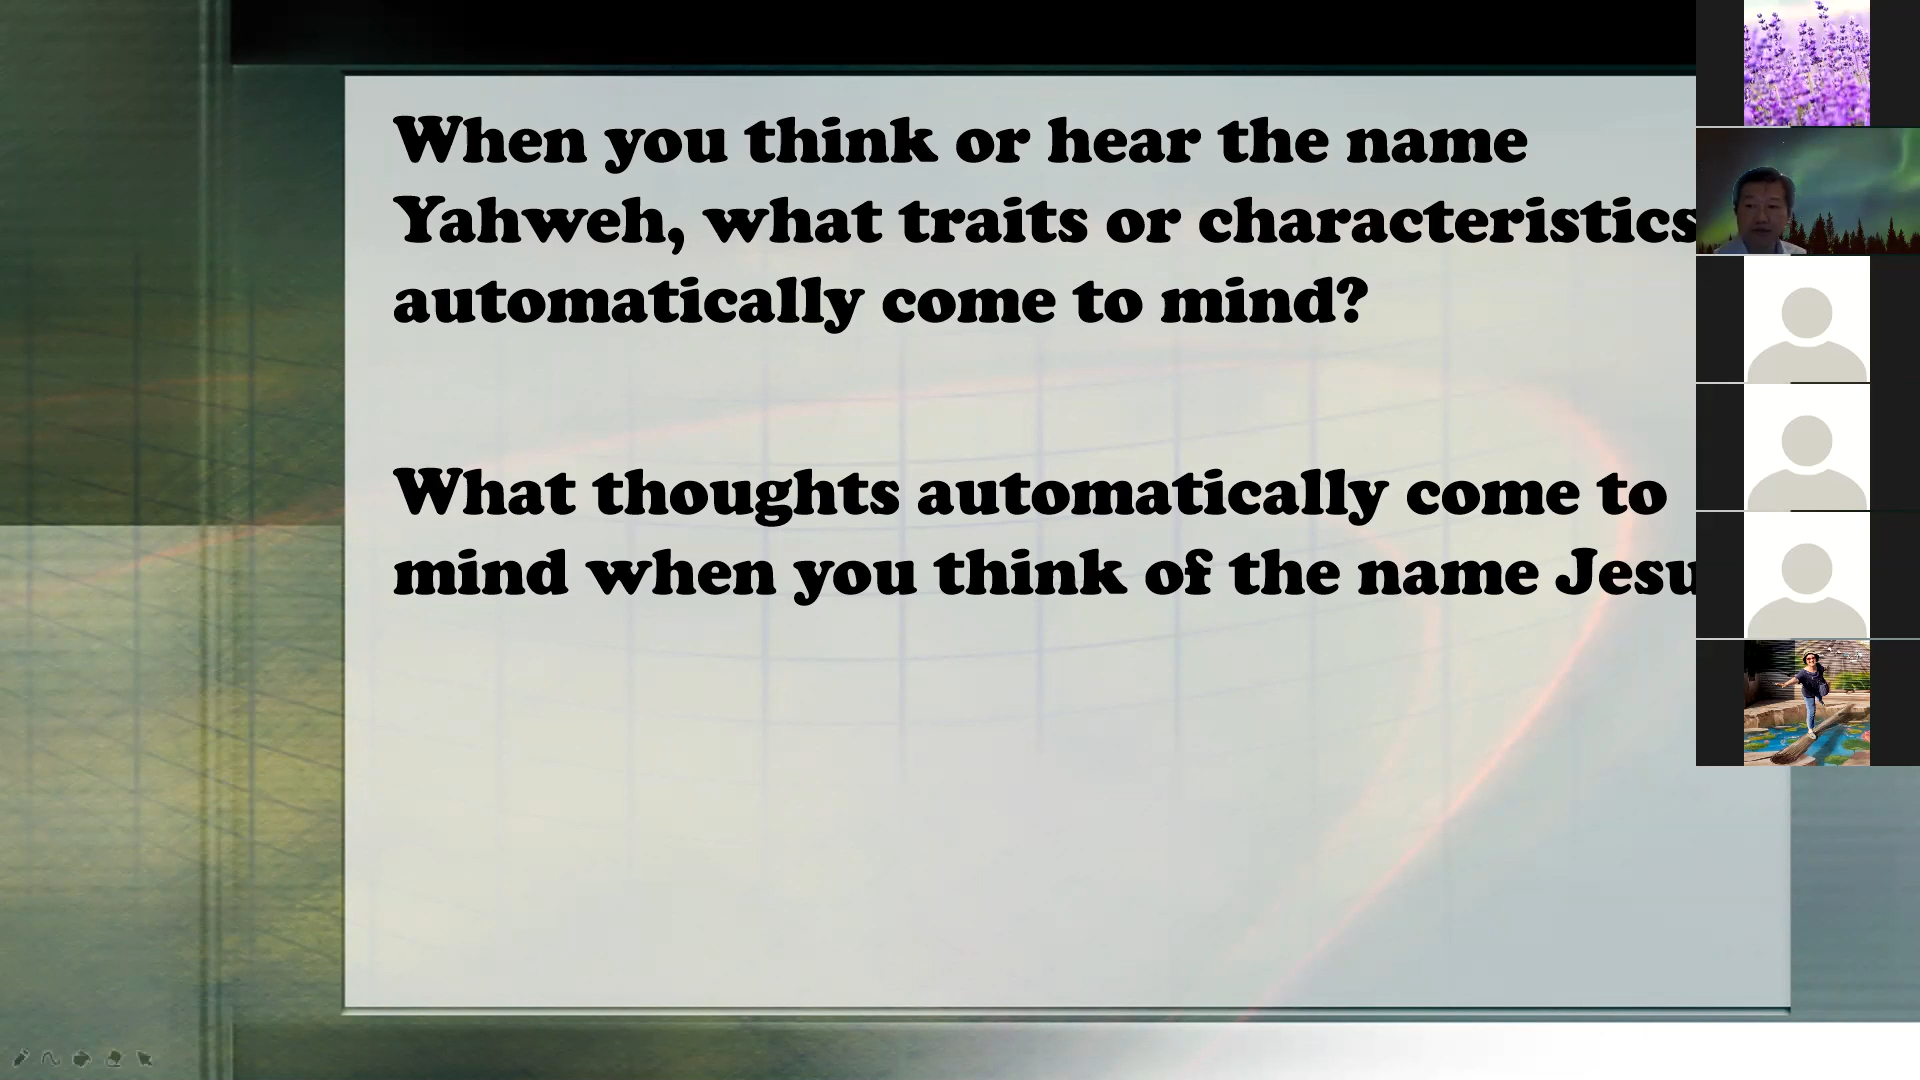 When you think or hear the name
Yahweh, what traits or characteristics
automatically come to mind?
What thoughts automatically come to
mind when you think of the name Jesu